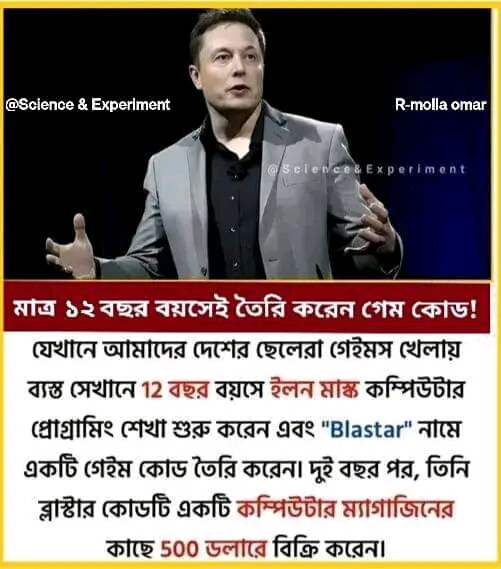 @Science & Experiment
R-molla omar
@Science&Experiment
মাত্র ১২ বছর বয়সেই তৈরি করেন গেম কোড!
যেখানে আমাদের দেশের ছেলেরা গেইমস খেলায়
ব্যস্ত সেখানে 12 বছর বয়সে ইলন মাস্ক কম্পিউটার
প্রোগ্রামিং শেখা শুরু করেন এবং "Blastar" নামে
একটি গেইম কোড তৈরি করেন। দুই বছর পর, তিনি
ব্লাস্টার কোডটি একটি কম্পিউটার ম্যাগাজিনের
কাছে 500 ডলারে বিক্রি করেন।